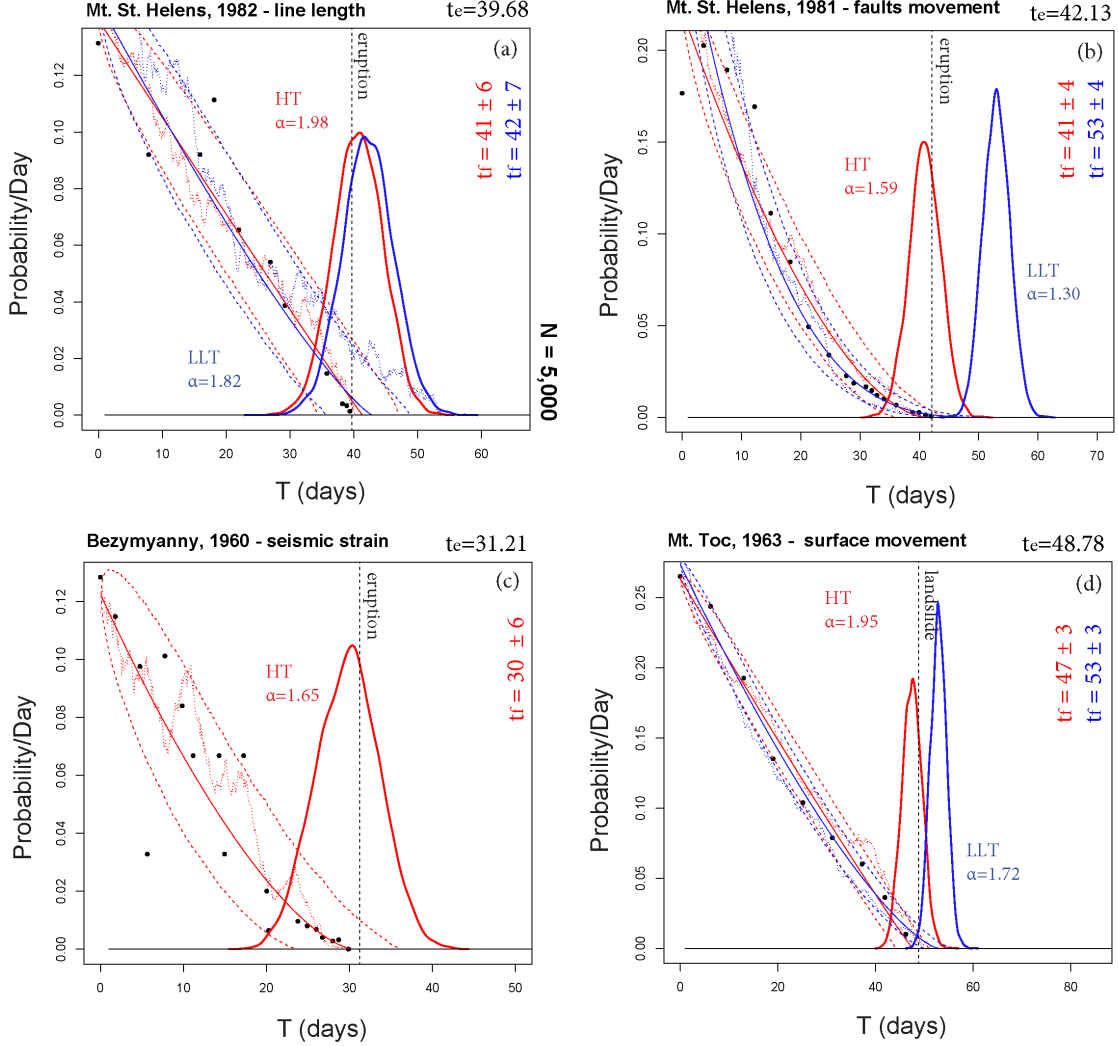 Mt. St. Helens, 1982 - line length
te=39.68
(a)
eruption
HT
α=1.98
LLT
α=1.82
tf = 41 ± 6
tf = 42 ± 7
Probability/Day
0.00
0.02
0.04
0.06
0.08
0.10
0.12
0
10
20
30
40
50
60
T (days)
N = 5,000
Mt. St. Helens, 1981 - faults movement
te=42.13
(b)
eruption
HT
α=1.59
LLT
α=1.30
tf = 41 ± 4
tf = 53 ± 4
Probability/Day
0.00
0.05
0.10
0.15
0.20
0
10
20
30
40
50
60
70
T (days)
Bezymyanny, 1960 - seismic strain
te=31.21
(c)
eruption
HT
α=1.65
tf = 30 ± 6
Probability/Day
0.00
0.02
0.04
0.06
0.08
0.10
0.12
0
10
20
30
40
50
T (days)
Mt. Toc, 1963 - surface movement
te=48.78
(d)
landslide
HT
α=1.95
LLT
α=1.72
tf = 47 ± 3
tf = 53 ± 3
Probability/Day
0.00
0.05
0.10
0.15
0.20
0.25
0
20
40
60
80
T (days)